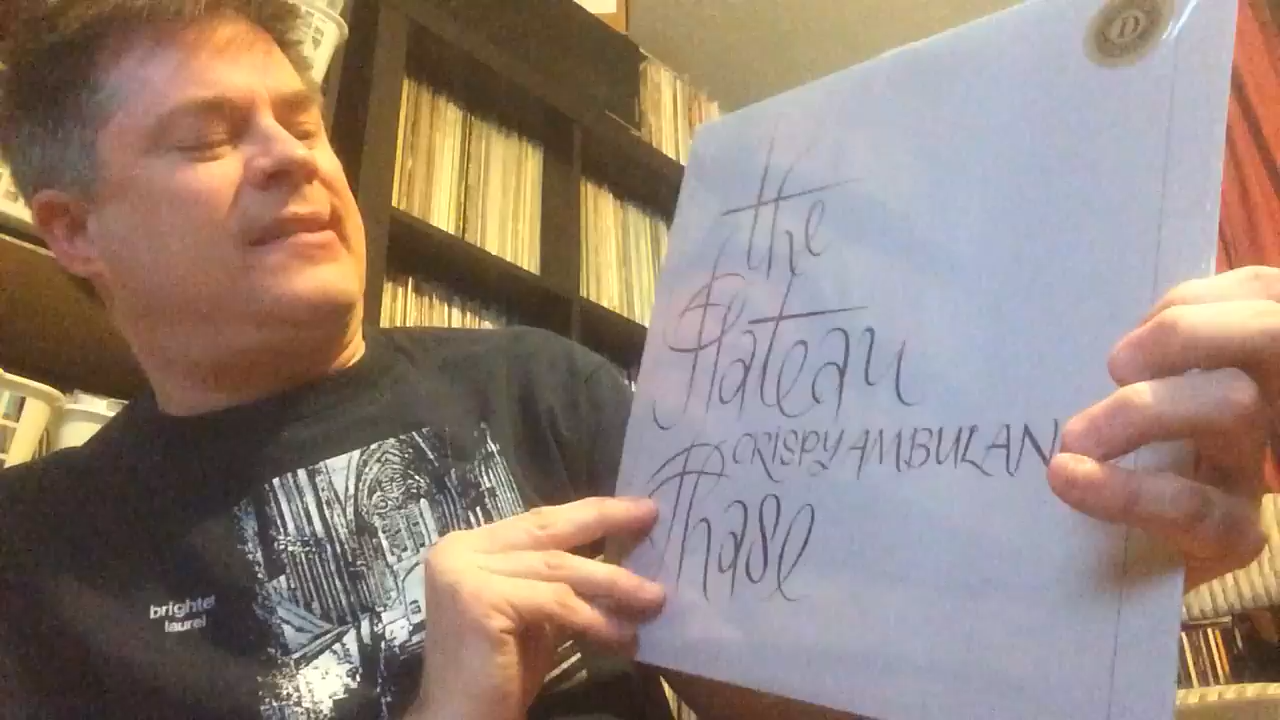 D
the
Plateau
CRISPY AMBULAN
Phase
brighter
laurel